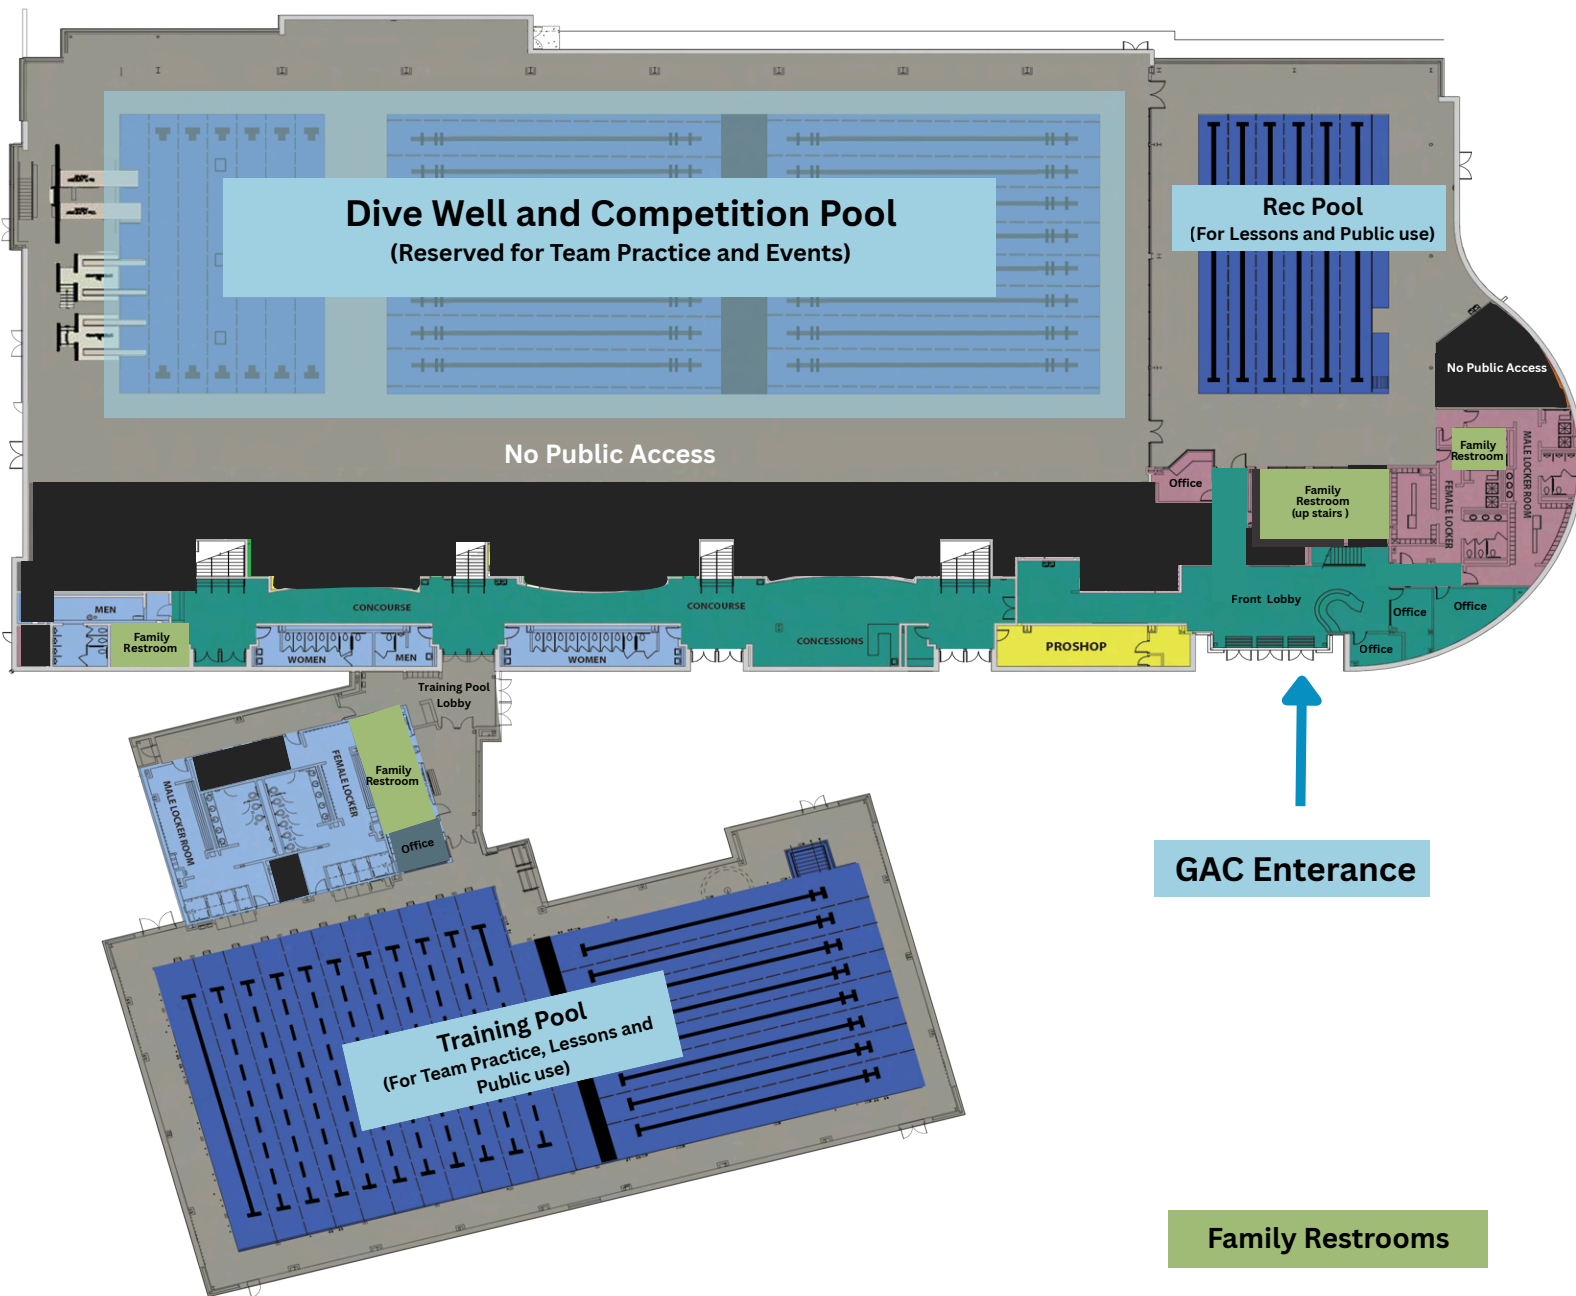 Dive Well and Competition Pool
(Reserved for Team Practice and Events)
Rec Pool
(For Lessons and Public use)
No Public Access
No Public Access
Family
Restroom
MALE LOCKER ROOM
FEMALE LOCKER
Office
Family
Restroom
(up stairs )
MEN
CONCOURSE
CONCOURSE
Front Lobby
Office
Office
Office
Family
Restroom
WOMEN
MEN
WOMEN
CONCESSIONS
PROSHOP
Training Pool
Lobby
Family
Restroom
FEMALE LOCKER
MALE LOCKER ROOM
Office
GAC Enterance
Training Pool
(For Team Practice, Lessons and
Public use)
Family Restrooms